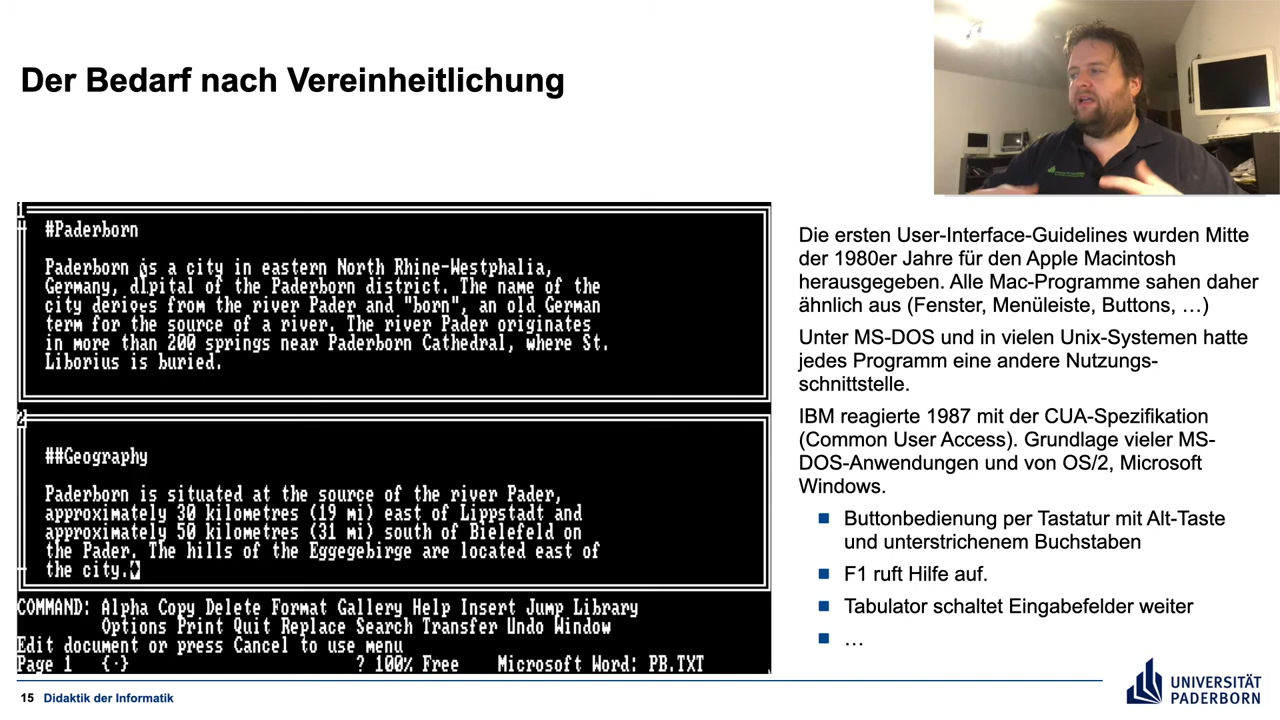 Der Bedarf nach Vereinheitlichung
1
#Paderborn
Paderborn is a city in eastern North Rhine-Westphalia,
Germany, dipital of the Paderborn district. The name of the
city derives from the river Pader and "born", an old German
term for the source of a river. The river Pader originates
in more than 200 springs near Paderborn Cathedral, where St.
Liborius is buried.
2
##Geography
Paderborn is situated at the source of the river Pader,
approximately 30 kilometres (19 mi) east of Lippstadt and
approximately 50 kilometres (31 mi) south of Bielefeld on
the Pader. The hills of the Eggegebirge are located east of
the city.
COMMAND: Alpha Copy Delete Format Gallery Help Insert Jump Library
Options Print Quit Replace Search Transfer Undo Window
Edit document or press Cancel to use menu
Page 1 {·} ? 100% Free Microsoft Word: PB.TXT
Die ersten User-Interface-Guidelines wurden Mitte
der 1980er Jahre für den Apple Macintosh
herausgegeben. Alle Mac-Programme sahen daher
ähnlich aus (Fenster, Menüleiste, Buttons, …)
Unter MS-DOS und in vielen Unix-Systemen hatte
jedes Programm eine andere Nutzungs-
schnittstelle.
IBM reagierte 1987 mit der CUA-Spezifikation
(Common User Access). Grundlage vieler MS-
DOS-Anwendungen und von OS/2, Microsoft
Windows.
Buttonbedienung per Tastatur mit Alt-Taste
und unterstrichenem Buchstaben
F1 ruft Hilfe auf.
Tabulator schaltet Eingabefelder weiter
…
15 Didaktik der Informatik
UNIVERSITÄT
PADERBORN